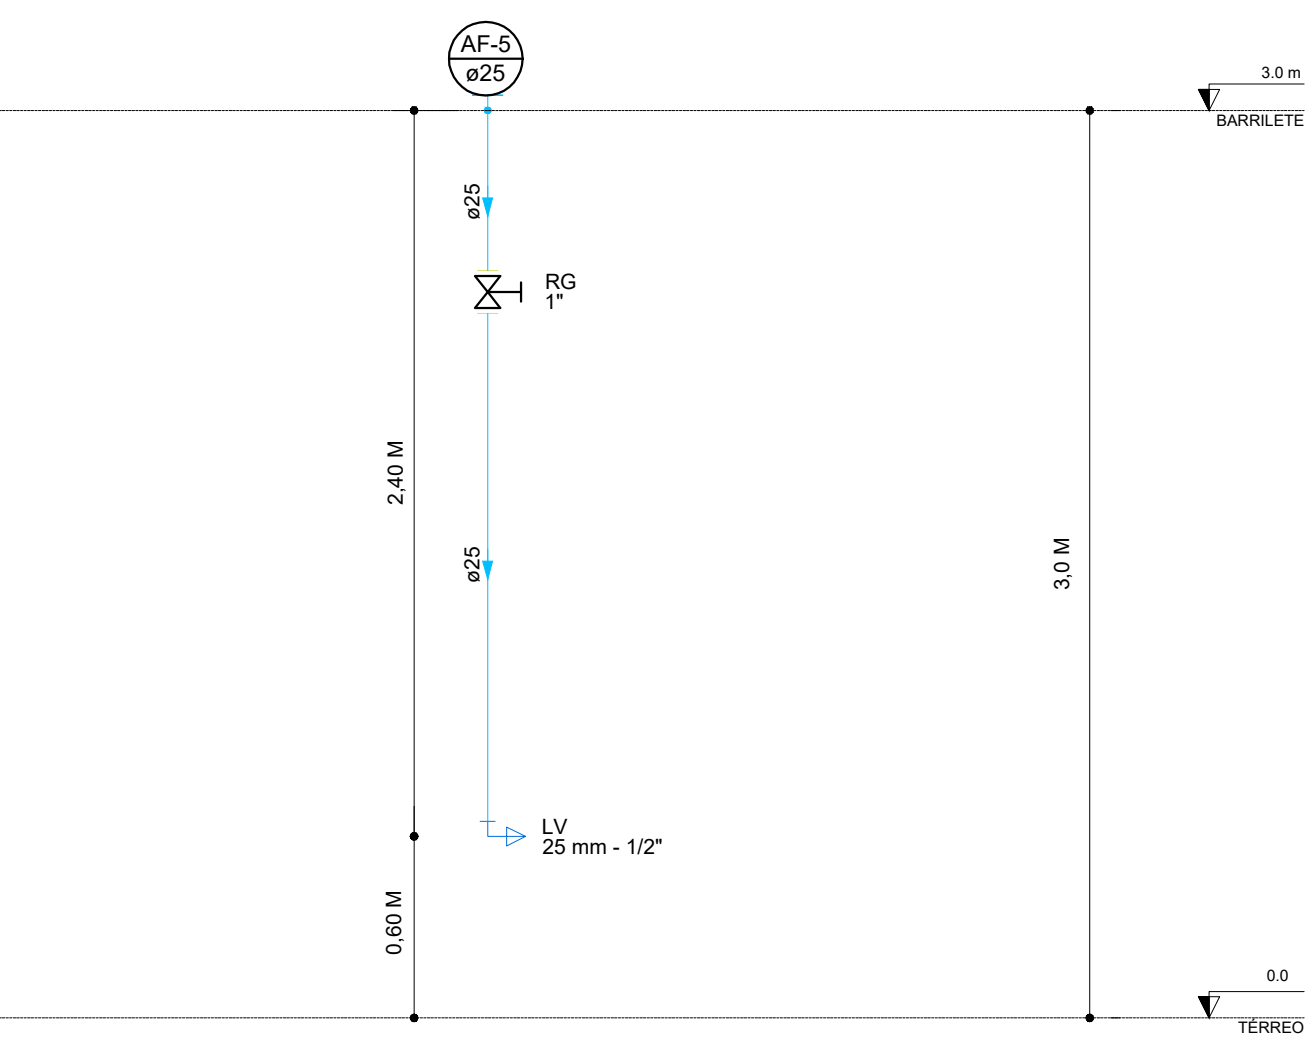 AF-5
ø25
3.0 m
BARRILETE
ø25
RG
1"
2,40 M
3,0 M
ø25
LV
25 mm - 1/2"
0,60 M
0.0
TÉRREO